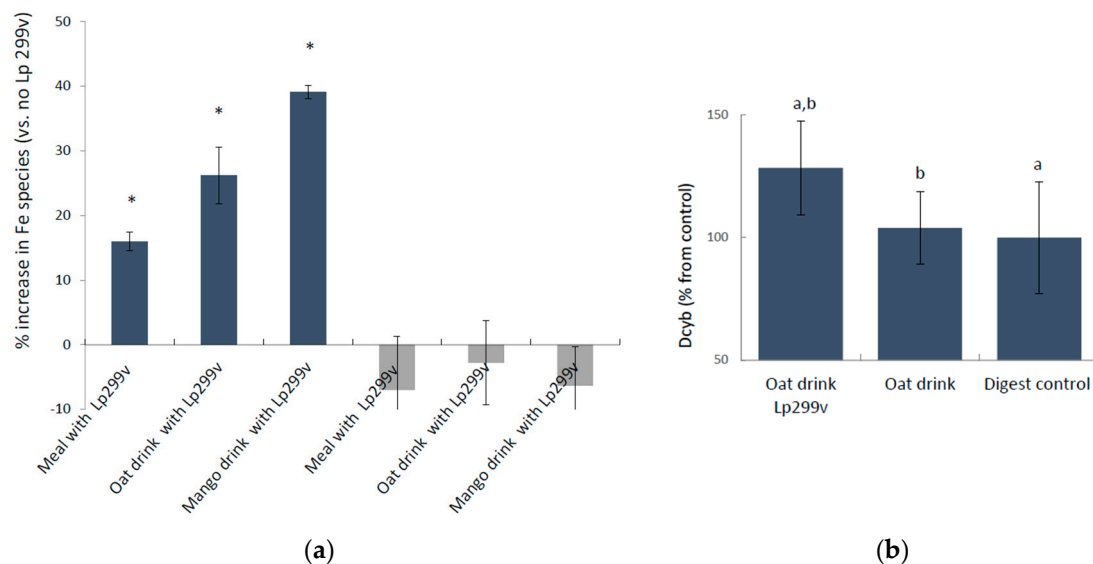 % increase in Fe species (vs. no Lp 299v)
50
40
30
20
10
0
-10
*
*
*
Meal with Lp299v
Oat drink with Lp299v
Mango drink with Lp299v
Meal with Lp299v
Oat drink with Lp299v
Mango drink with Lp299v
(a)
Dcyb (% from control)
150
100
50
a,b
b
a
Oat drink
Lp299v
Oat drink
Digest control
(b)